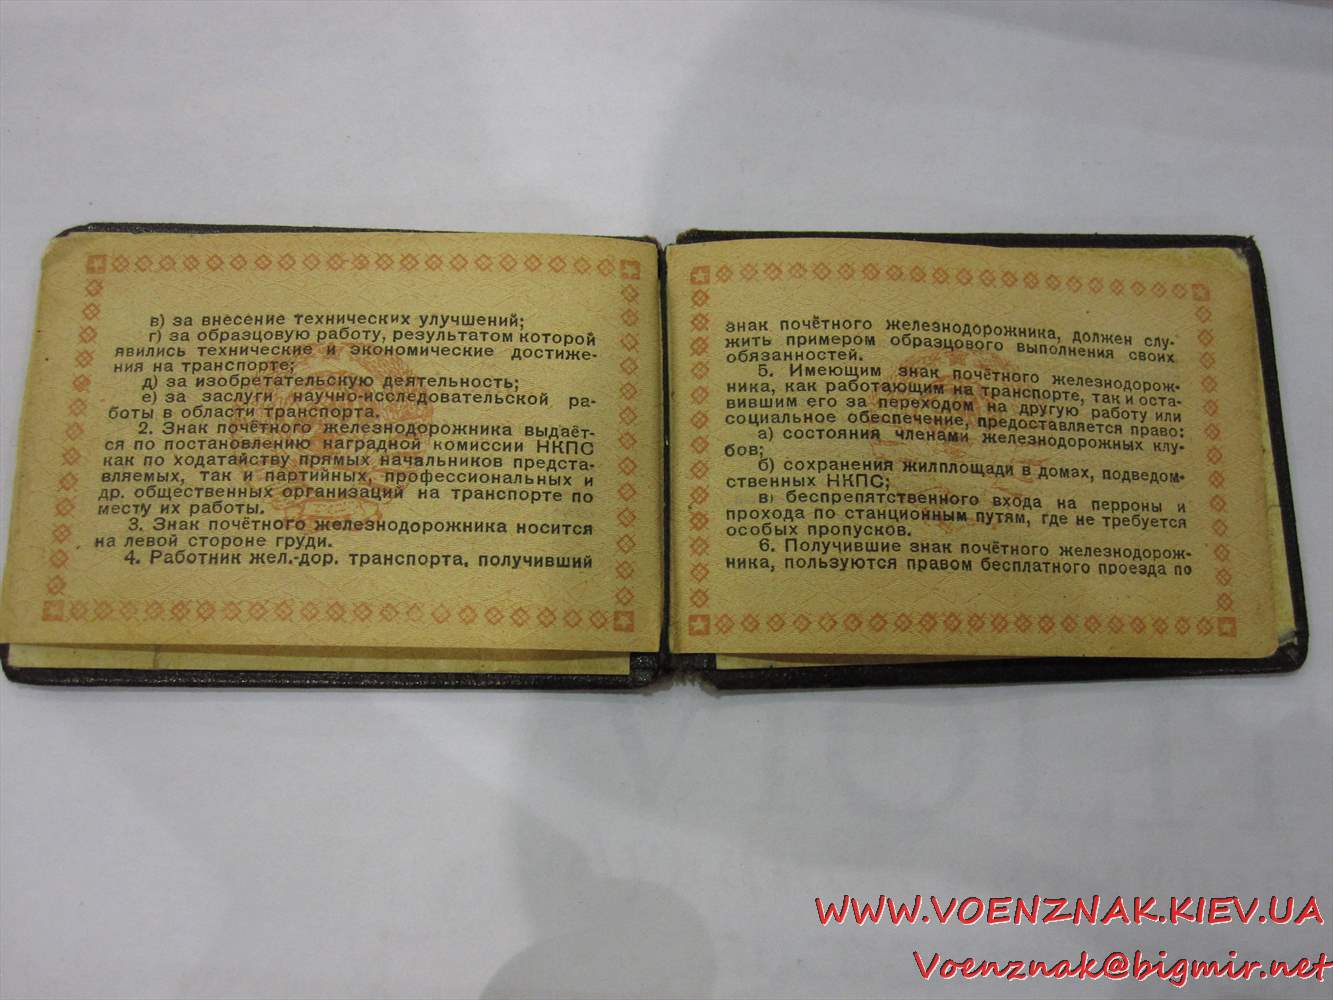 в) за внесение технических улучшений;
г) за образцовую работу, результатом которой
явились технические и экономические достиже-
ния на транспорте;
д) за изобретательскую деятельность;
е) за заслуги научно-исследовательской ра-
боты в области транспорта.
2. Знак почётного железнодорожника выдаёт-
ся по постановлению наградной комиссии НКПС
как по ходатайству прямых начальников предста-
вляемых, так и партийных, профессиональных и
др. общественных организаций на транспорте по
месту их работы.
3. Знак почётного железнодорожника носится
на левой стороне груди.
4. Работник жел.-дор. транспорта, получивший
знак почётного железнодорожника, должен слу-
жить примером образцового выполнения своих
обязанностей.
5. Имеющим знак почётного железнодорож-
ника, как работающим на транспорте, так и оста-
вившим его за переходом на другую работу или
социальное обеспечение, предоставляется право:
а) состояния членами железнодорожных клу-
бов;
б) сохранения жилплощади в домах, подведом-
ственных НКПС;
в) беспрепятственного входа на перроны и
прохода по станционным путям, где не требуется
особых пропусков.
6. Получившие знак почётного железнодорож-
ника, пользуются правом бесплатного проезда по
WWW.VOENZNAK.KIEV.UA
Voenznak@bigmir.net